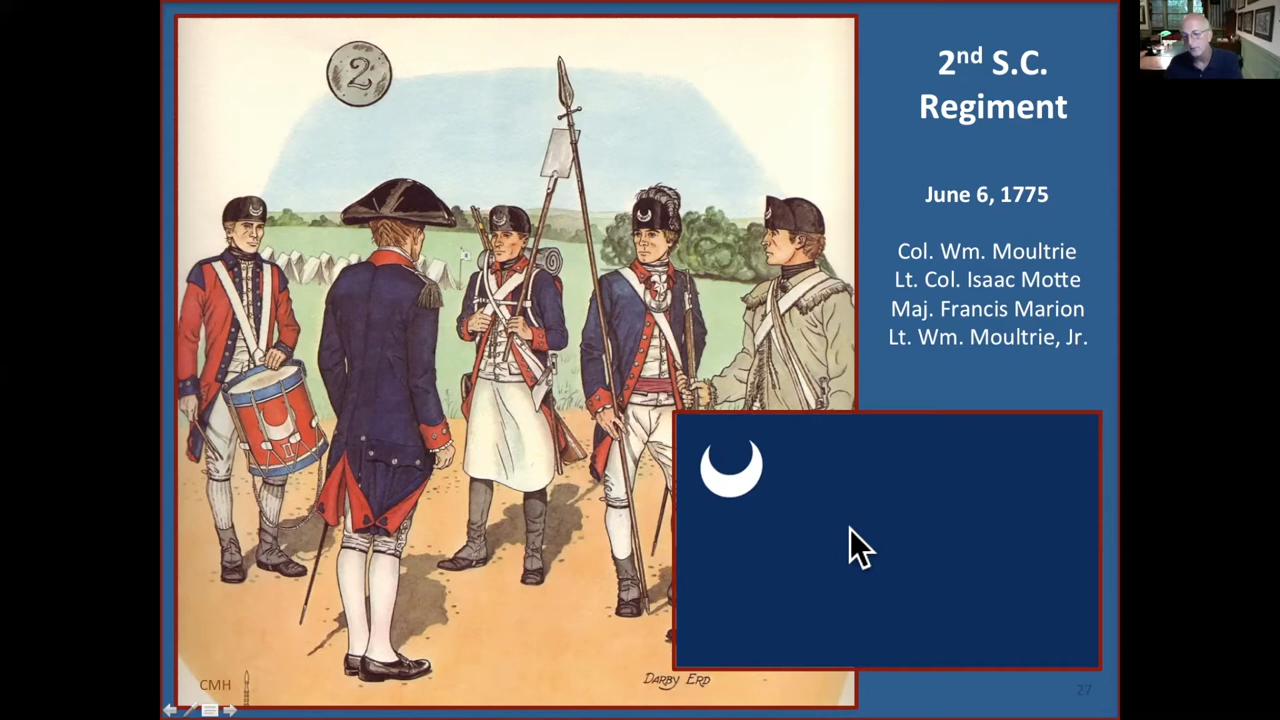 2
2nd S.C.
Regiment
June 6, 1775
Col. Wm. Moultrie
Lt. Col. Isaac Motte
Maj. Francis Marion
Lt. Wm. Moultrie, Jr.
CMH
Darby Erd
27